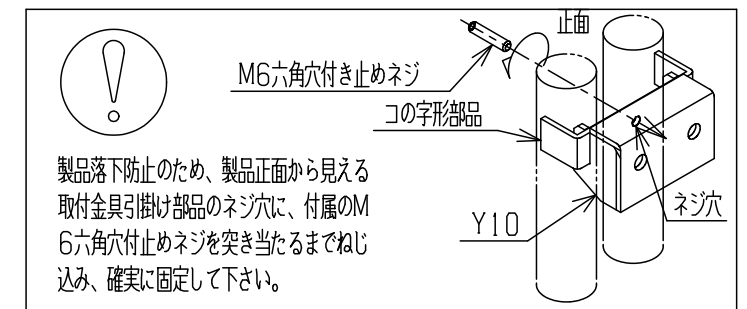 正面
M6六角穴付き止めネジ
コの字形部品
製品落下防止のため、製品正面から見える
取付金具引掛け部品のネジ穴に、付属のM
6六角穴付止めネジを突き当たるまでねじ
込み、確実に固定して下さい。
ネジ穴
Y10